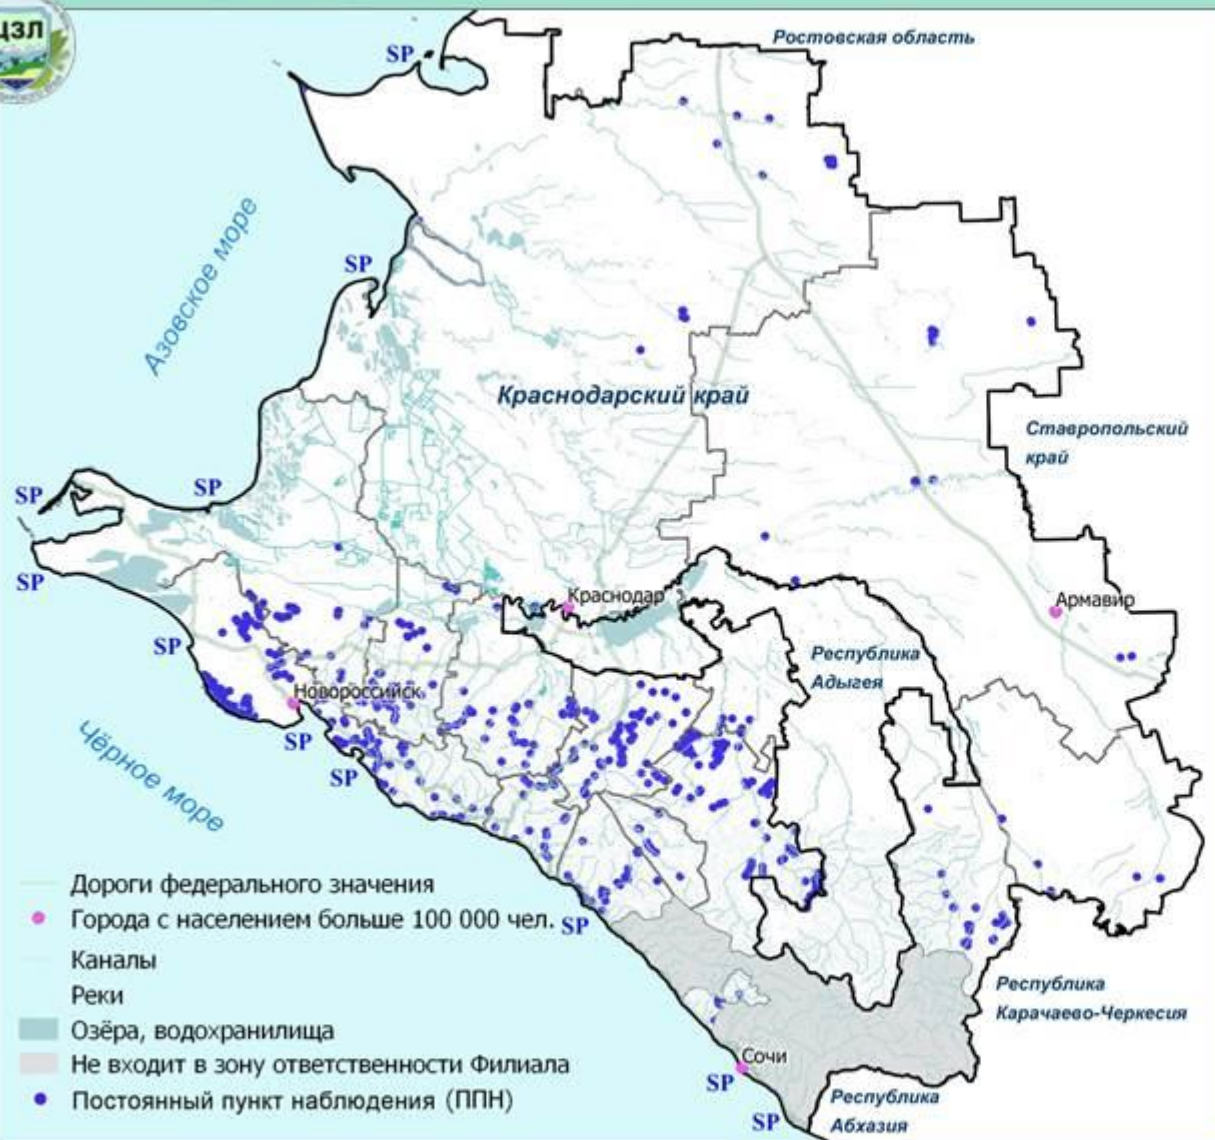 ЦЗЛ
Ростовская область
SP
Азовское море
SP
Краснодарский край
Ставропольский
край
SP
SP
SP
Краснодар
Армавир
SP
Республика
Адыгея
Новороссийск
SP
Чёрное море
SP
Дороги федерального значения
Города с населением больше 100 000 чел.
SP
Каналы
Реки
Озёра, водохранилища
Не входит в зону ответственности Филиала
Постоянный пункт наблюдения (ППН)
Республика
Карачаево-Черкесия
Сочи
SP
SP
Республика
Абхазия